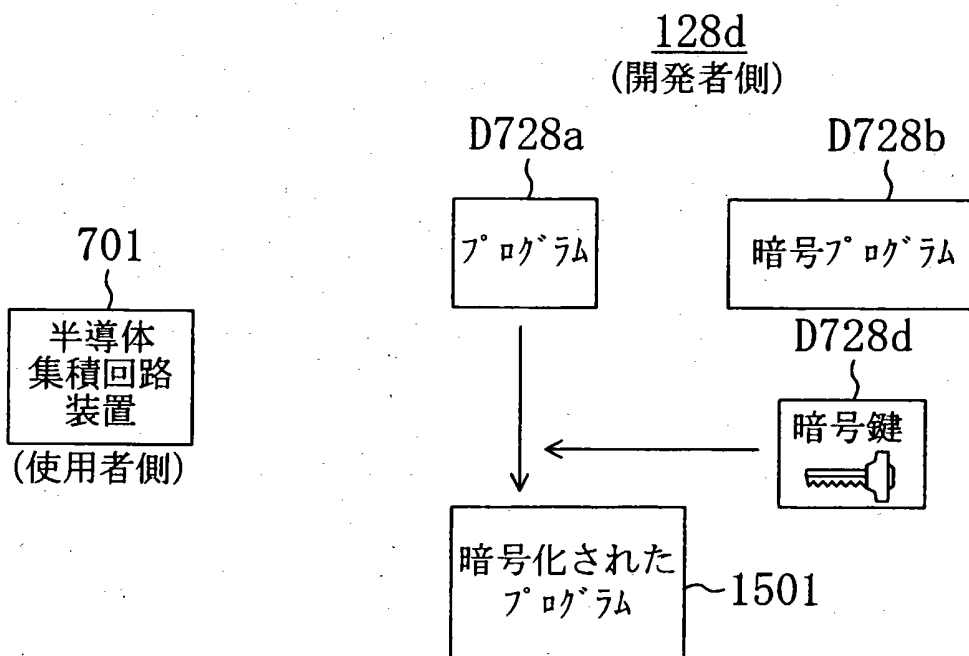 128d
(開発者側)
D728a
D728b
プログラム
暗号プログラム
701
半導体
集積回路
装置
(使用者側)
D728d
暗号鍵
暗号化された
プログラム
1501